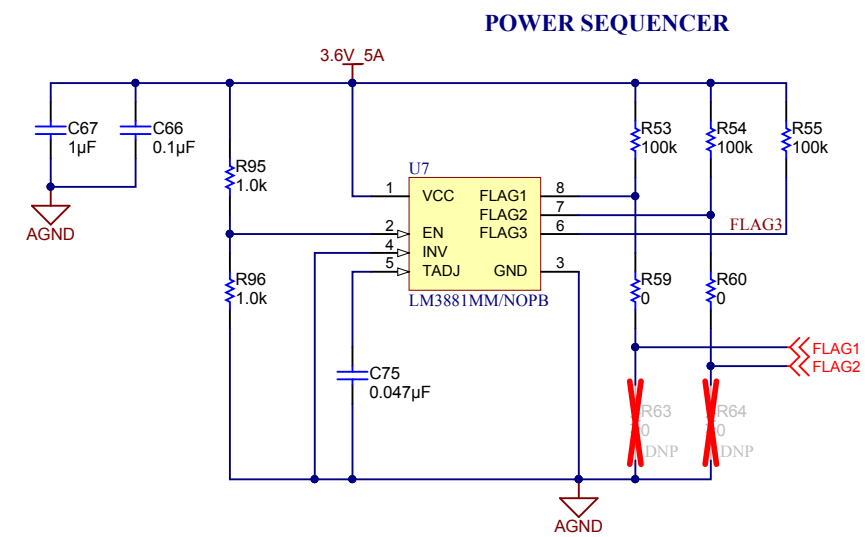 POWER SEQUENCER
3.6V_5A
C67
1µF
C66
0.1µF
R95
1.0k
R53
100k
R54
100k
R55
100k
AGND
U7
1
VCC
FLAG1
8
FLAG2
7
2
EN
FLAG3
6
FLAG3
4
INV
5
TADJ
GND
3
LM3881MM/NOPB
R96
1.0k
R59
0
R60
0
C75
0.047µF
FLAG1
FLAG2
R63
0
DNP
R64
0
DNP
AGND